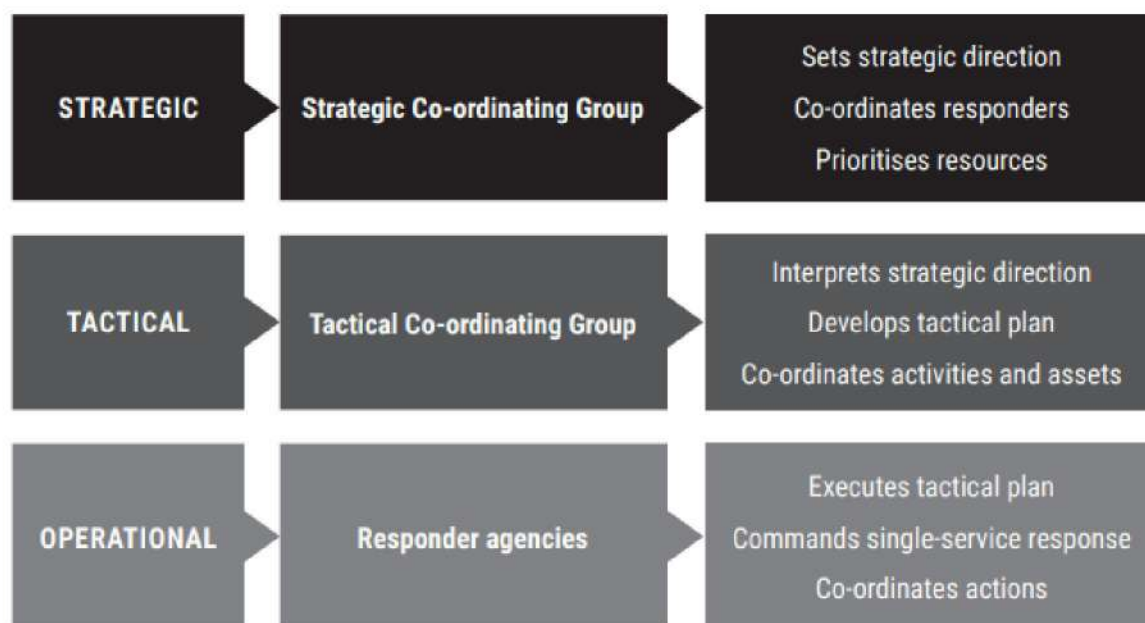 STRATEGIC
Strategic Co-ordinating Group
Sets strategic direction
Co-ordinates responders
Prioritises resources
TACTICAL
Tactical Co-ordinating Group
Interprets strategic direction
Develops tactical plan
Co-ordinates activities and assets
OPERATIONAL
Responder agencies
Executes tactical plan
Commands single-service response
Co-ordinates actions